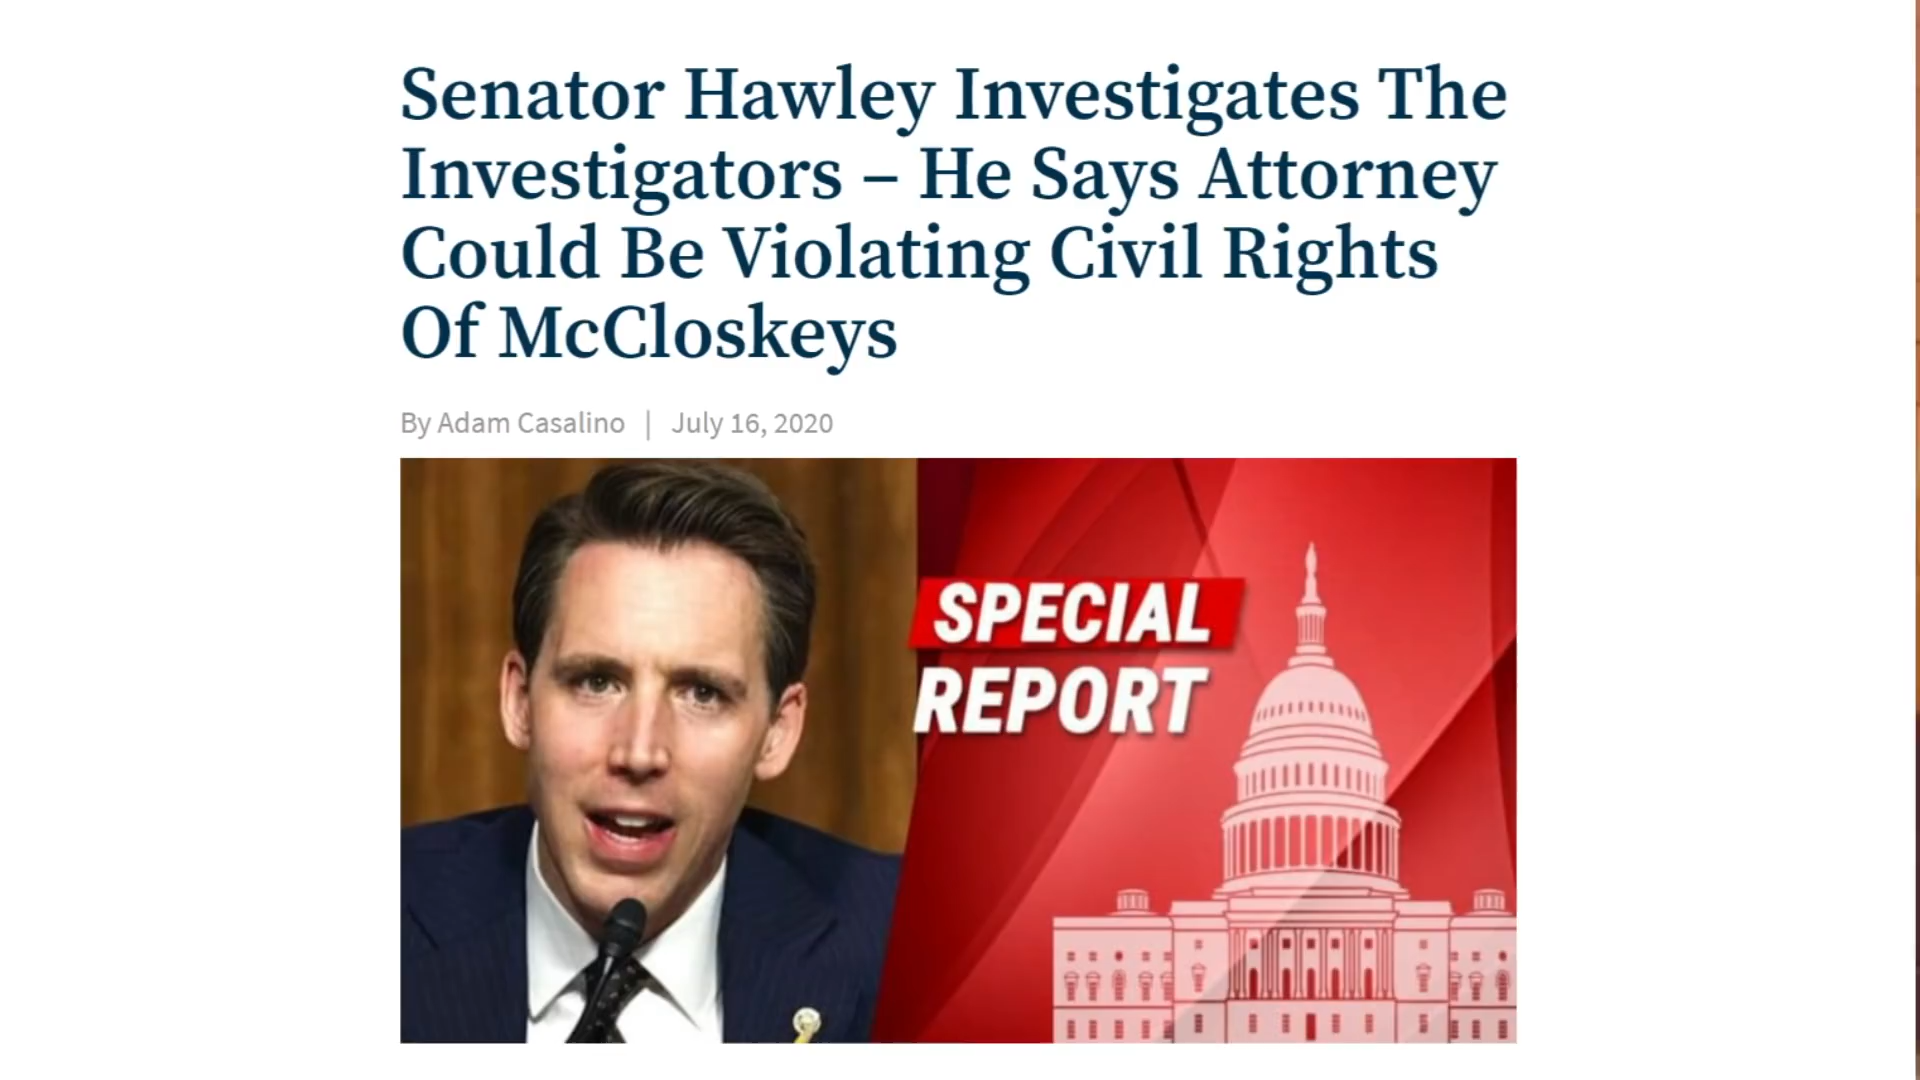 Senator Hawley Investigates The
Investigators – He Says Attorney
Could Be Violating Civil Rights
Of McCloskeys
By Adam Casalino | July 16, 2020
SPECIAL
REPORT